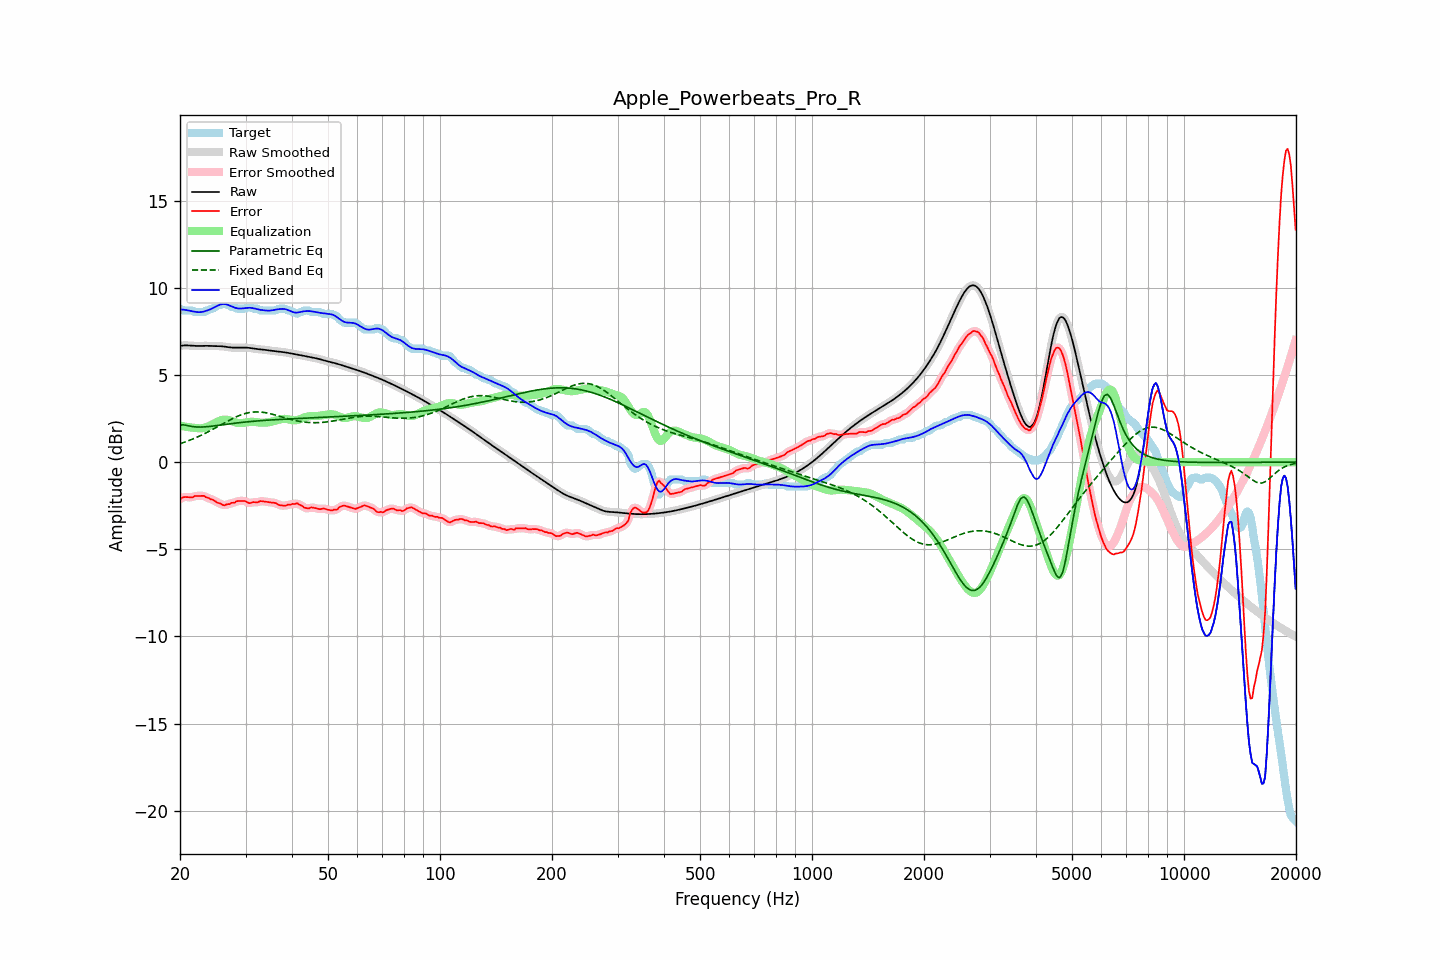 Apple_Powerbeats_Pro_R
Target
Raw Smoothed
Error Smoothed
Raw
Error
Equalization
Parametric Eq
Fixed Band Eq
Equalized
Amplitude (dBr)
15
10
5
0
−5
−10
−15
−20
20
50
100
200
500
1000
2000
5000
10000
20000
Frequency (Hz)